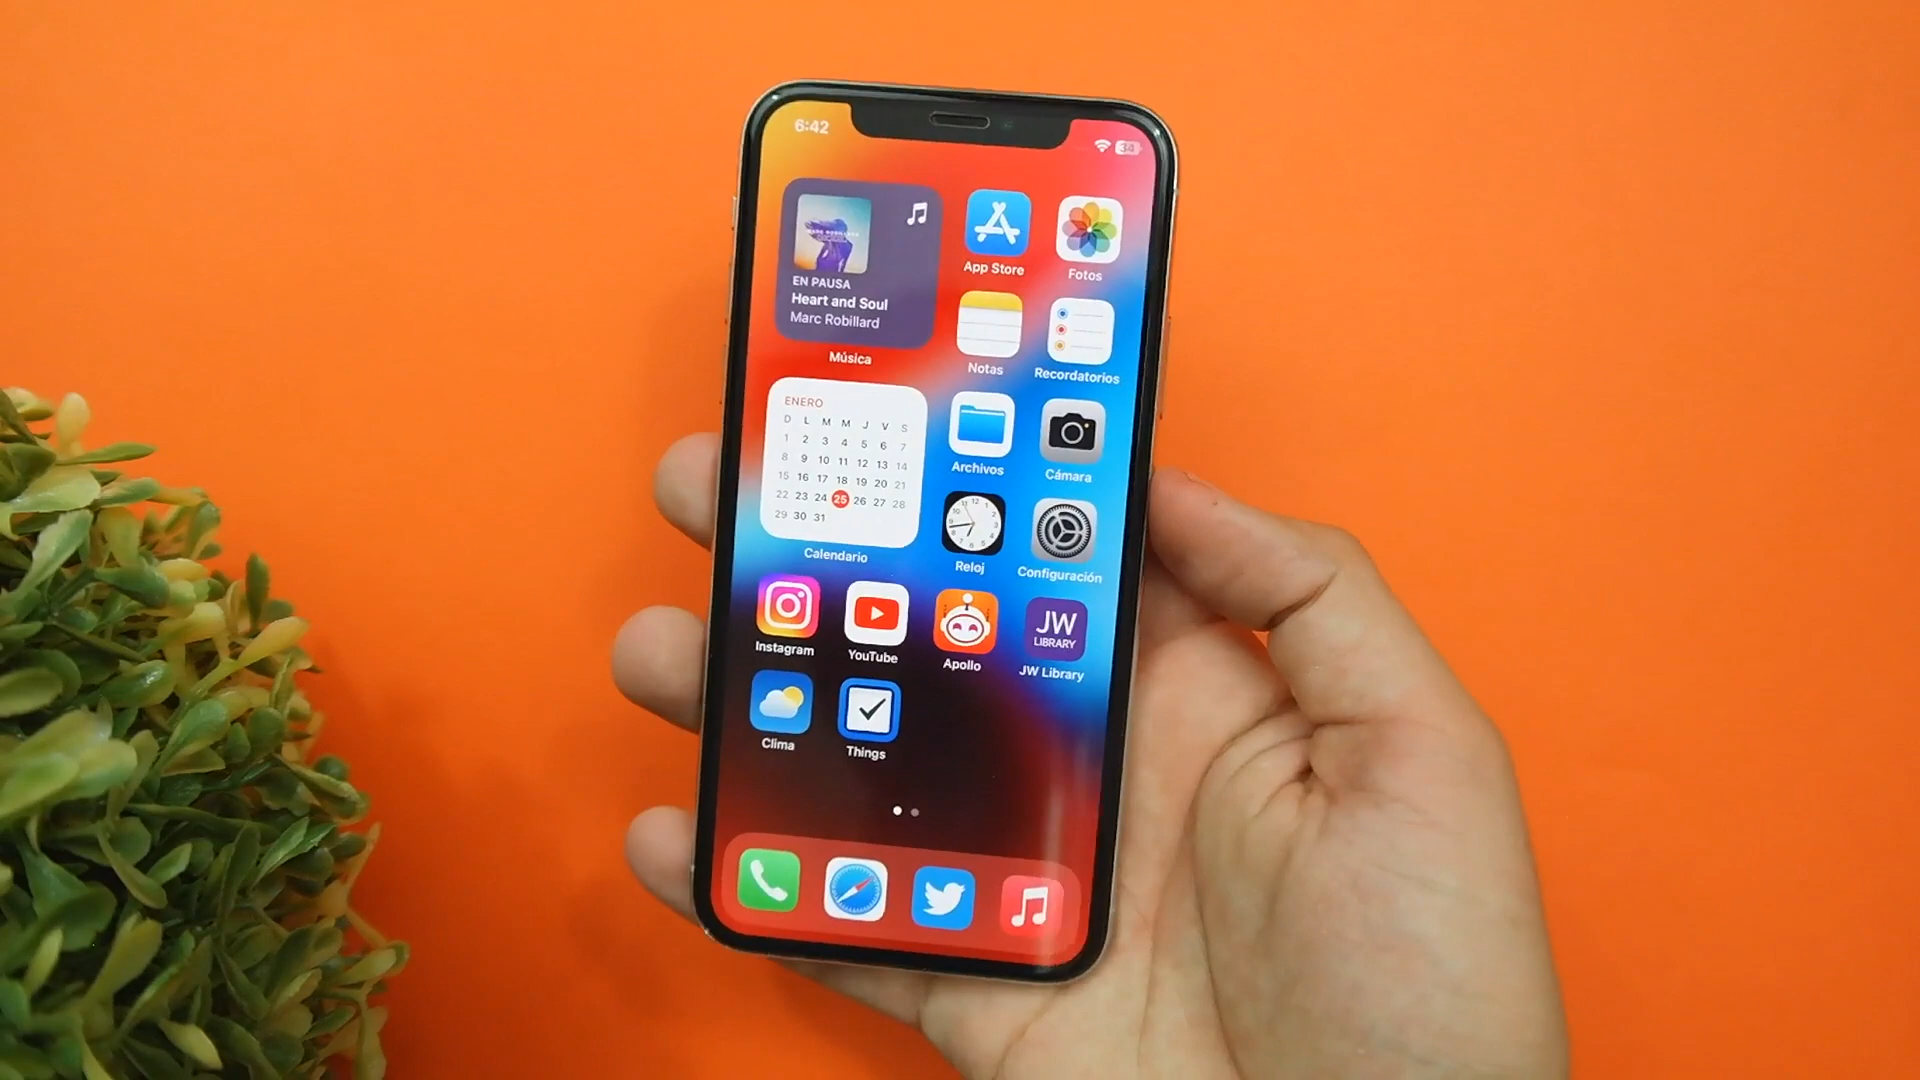 6:42
34
EN PAUSA
Heart and Soul
Marc Robillard
Música
App Store
Fotos
Notas
Recordatorios
ENERO
D L M M J V S
1 2 3 4 5 6 7
8 9 10 11 12 13 14
15 16 17 18 19 20 21
22 23 24 25 26 27 28
29 30 31
Calendario
Archivos
Cámara
Reloj
Configuración
Instagram
YouTube
Apollo
JW
LIBRARY
JW Library
Clima
Things